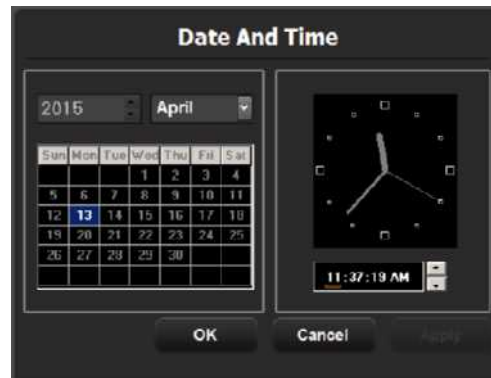 Date And Time
2015 April
Sun Mon Tue Wed Thu Fri Sat
1 2 3 4
5 6 7 8 9 10 11
12 13 14 15 16 17 18
19 20 21 22 23 24 25
26 27 28 29 30
11:37:19 AM
OK Cancel Apply